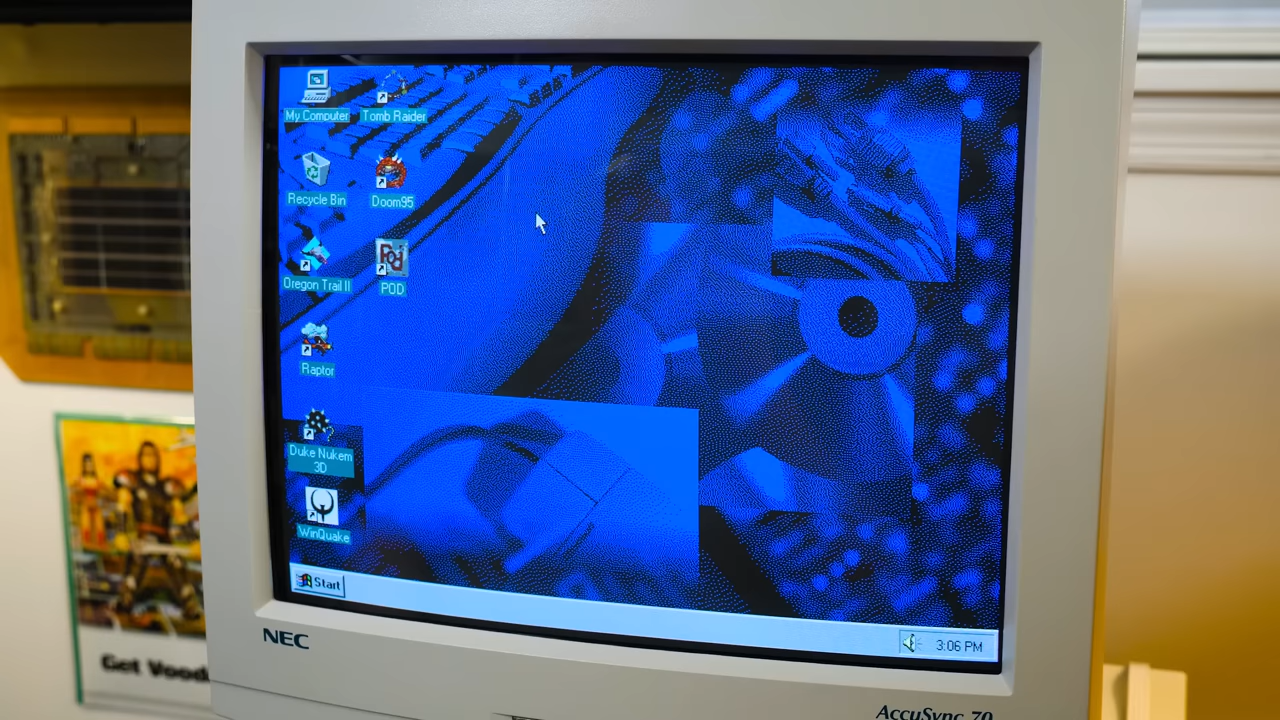 My Computer
Tomb Raider
Recycle Bin
Doom95
Oregon Trail II
POD
POD
Raptor
Duke Nukem
3D
WinQuake
Start
3:06 PM
NEC
AccuSync 70
Get Vood